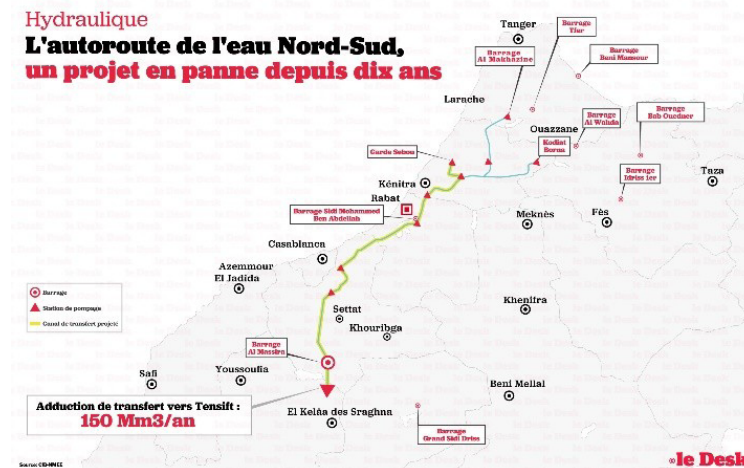 Hydraulique
L'autoroute de l'eau Nord-Sud,
un projet en panne depuis dix ans
Tanger
Barrage
Al Makhazine
Barrage
Barrage
Beni Mansour
Larache
Ouazzane
Barrage
Al Wahda
Barrage
Bab Ouedner
Garde Sebou
Kodiat
Borna
Kénitra
Rabat
Barrage
Idriss 1er
Taza
Barrage Sidi Mohammed
Ben Abdellah
Meknès
Fès
Casablanca
Azemmour
El Jadida
Barrage
Station de pompage
Canal de transfert projeté
Settat
Khouribga
Khenifra
Barrage
Al Massira
Safi
Youssoufia
Beni Mellal
Adduction de transfert vers Tensift :
150 Mm3/an
El Kelâa des Sraghna
Barrage
Grand Sidi Driss
le Desk